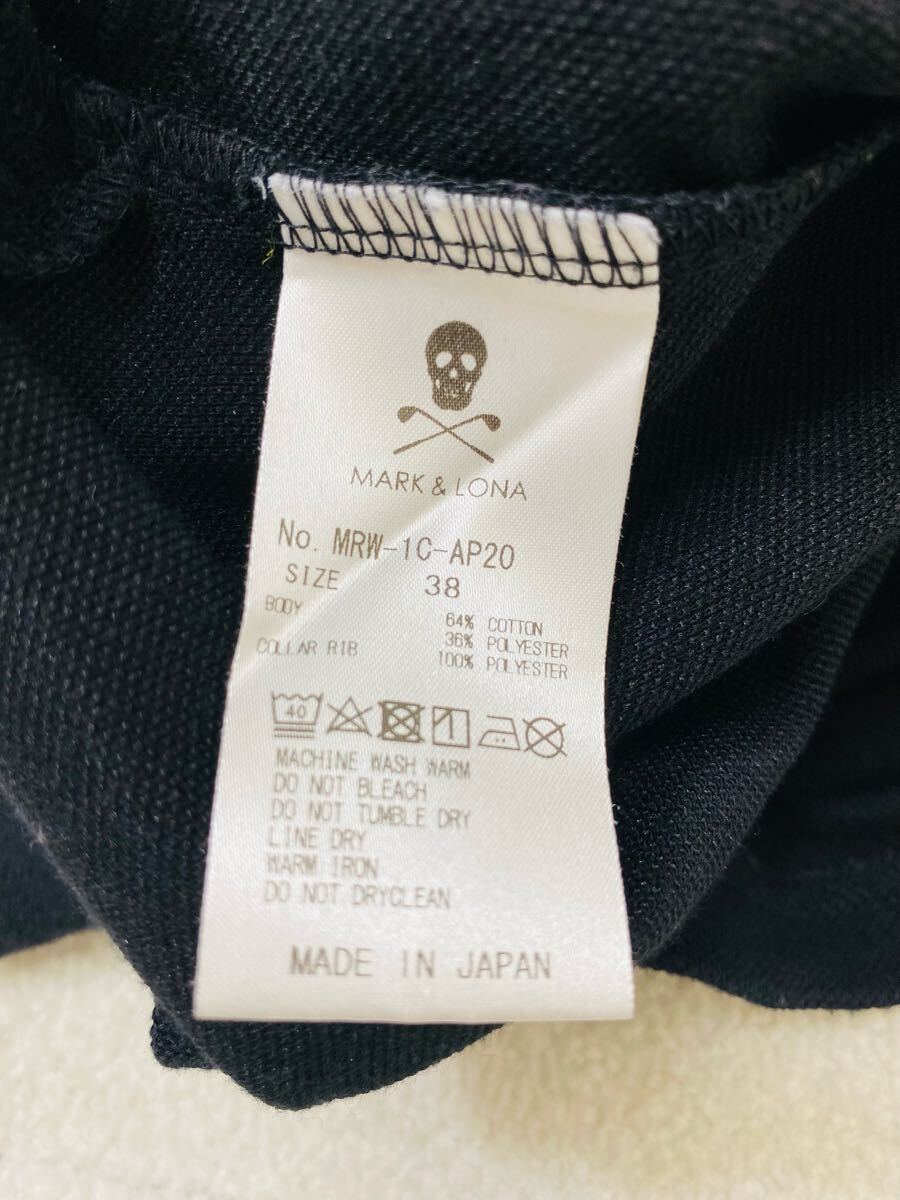 MARK & LONA
No. MRW-1C-AP20
SIZE 38
BODY 64% COTTON
36% POLYESTER
COLLAR RIB 100% POLYESTER
40
MACHINE WASH WARM
DO NOT BLEACH
DO NOT TUMBLE DRY
LINE DRY
WARM IRON
DO NOT DRYCLEAN
MADE IN JAPAN